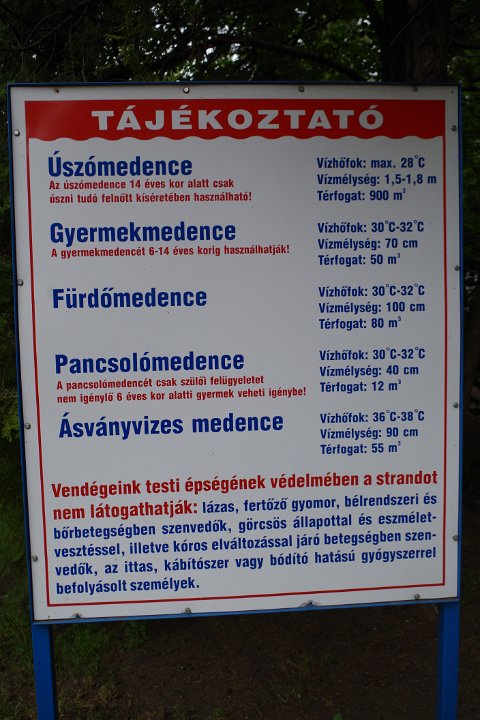 TÁJÉKOZTATÓ
Úszómedence
Az úszómedence 14 éves kor alatt csak
úszni tudó felnőtt kíséretében használható!
Vízhőfok: max. 28°C
Vízmélység: 1,5-1,8 m
Térfogat: 900 m³
Gyermekmedence
A gyermekmedencét 6-14 éves korig használhatják!
Vízhőfok: 30°C-32°C
Vízmélység: 70 cm
Térfogat: 50 m³
Fürdőmedence
Vízhőfok: 30°C-32°C
Vízmélység: 100 cm
Térfogat: 80 m³
Pancsolómedence
A pancsolómedencét csak szülői felügyeletet
nem igénylő 6 éves kor alatti gyermek veheti igénybe!
Vízhőfok: 30°C-32°C
Vízmélység: 40 cm
Térfogat: 12 m³
Ásványvizes medence
Vízhőfok: 36°C-38°C
Vízmélység: 90 cm
Térfogat: 55 m³
Vendégeink testi épségének védelmében a strandot
nem látogathatják: lázas, fertőző gyomor, bélrendszeri és
bőrbetegségben szenvedők, görcsös állapottal és eszmélet-
vesztéssel, illetve kóros elváltozással járó betegségben szen-
vedők, az ittas, kábítószer vagy bódító hatású gyógyszerrel
befolyásolt személyek.